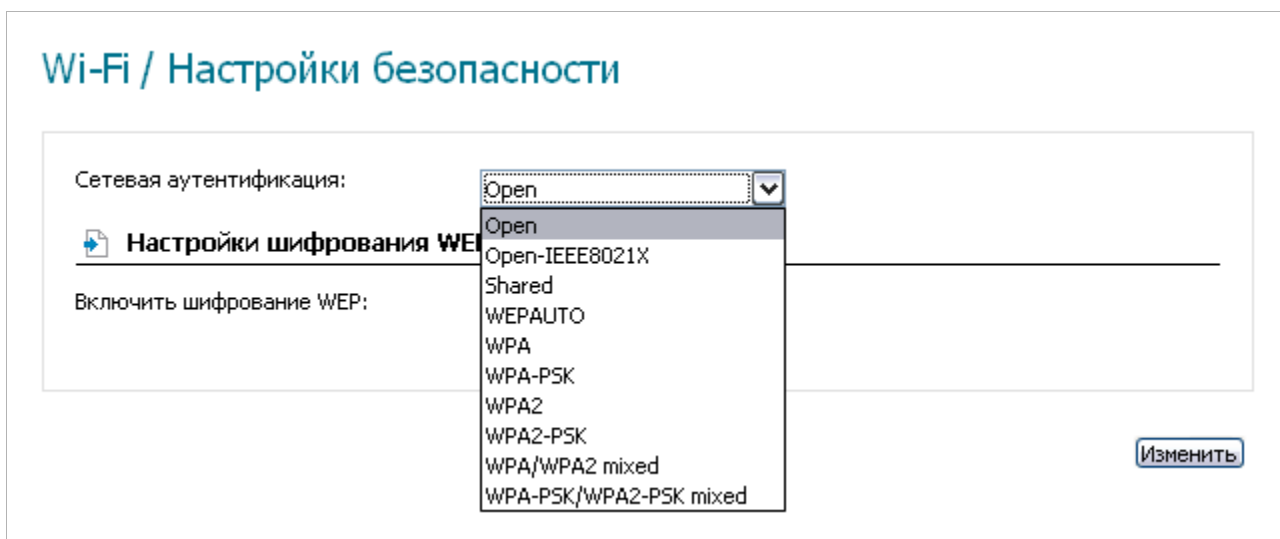 Wi-Fi / Настройки безопасности
Сетевая аутентификация:
Open
Open
Настройки шифрования WEP
Open-IEEE8021X
Shared
Включить шифрование WEP:
WEPAUTO
WPA
WPA-PSK
WPA2
WPA2-PSK
WPA/WPA2 mixed
WPA-PSK/WPA2-PSK mixed
Изменить